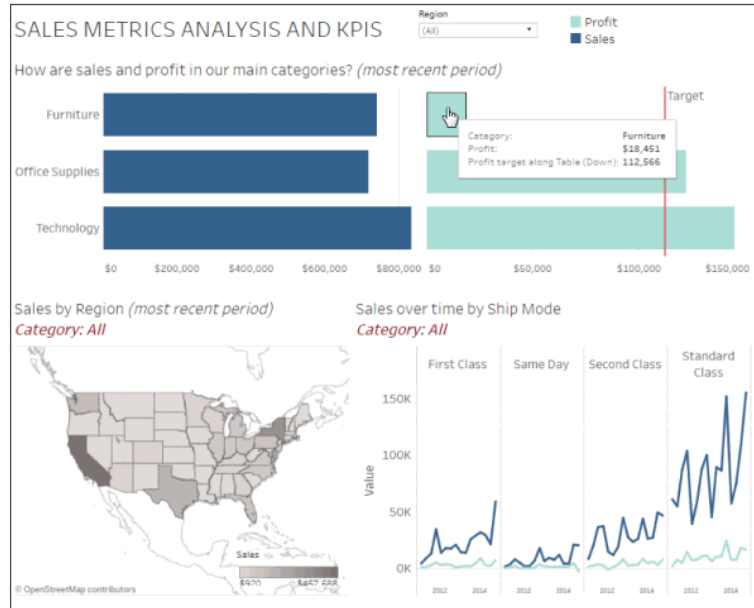 SALES METRICS ANALYSIS AND KPIS
Region
(All)
Profit
Sales
How are sales and profit in our main categories? (most recent period)
Target
Furniture
Office Supplies
Technology
Category: Furniture
Profit: $18,451
Profit target along Table (Down): 112,566
$0 $200,000 $400,000 $600,000 $800,000 $0 $50,000 $100,000 $150,000
Sales by Region (most recent period)
Category: All
Sales
$920 $457,688
© OpenStreetMap contributors
Sales over time by Ship Mode
Category: All
First Class Same Day Second Class Standard
Class
Value
150K
100K
50K
0K
2012 2014 2012 2014 2012 2014 2012 2014